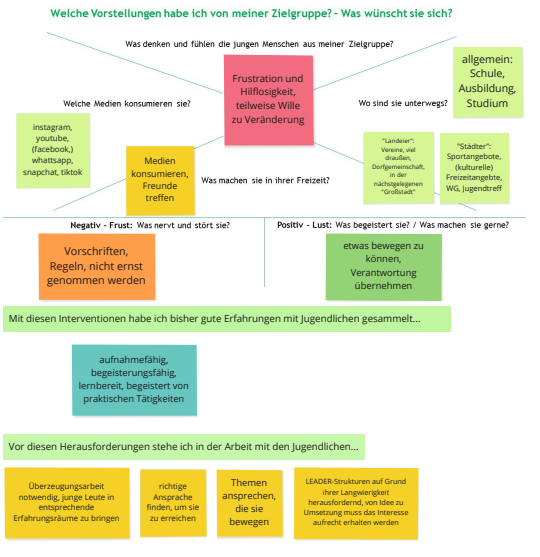 Welche Vorstellungen habe ich von meiner Zielgruppe? - Was wünscht sie sich?
Was denken und fühlen die jungen Menschen aus meiner Zielgruppe?
Frustration und
Hilflosigkeit,
teilweise Wille
zu Veränderung
allgemein:
Schule,
Ausbildung,
Studium
Welche Medien konsumieren sie?
Wo sind sie unterwegs?
instagram,
youtube,
(facebook,)
whattsapp,
snapchat, tiktok
Medien
konsumieren,
Freunde
treffen
Was machen sie in ihrer Freizeit?
"Landeier":
Vereine, viel
draußen,
Dorfgemeinschaft,
in der
nächstgelegenen
"Großstadt"
"Städter":
Sportangebote,
(kulturelle)
Freizeitangebte,
WG, Jugendtreff
Negativ - Frust: Was nervt und stört sie?
Positiv - Lust: Was begeistert sie? / Was machen sie gerne?
Vorschriften,
Regeln, nicht ernst
genommen werden
etwas bewegen zu
können,
Verantwortung
übernehmen
Mit diesen Interventionen habe ich bisher gute Erfahrungen mit Jugendlichen gesammelt...
aufnahmefähig,
begeisterungsfähig,
lernbereit, begeistert von
praktischen Tätigkeiten
Vor diesen Herausforderungen stehe ich in der Arbeit mit den Jugendlichen...
Überzeugungsarbeit
notwendig, junge Leute in
entsprechende
Erfahrungsräume zu bringen
richtige
Ansprache
finden, um sie
zu erreichen
Themen
ansprechen,
die sie
bewegen
LEADER-Strukturen auf Grund
ihrer Langwierigkeit
herausfordernd, von Idee zu
Umsetzung muss das Interesse
aufrecht erhalten werden